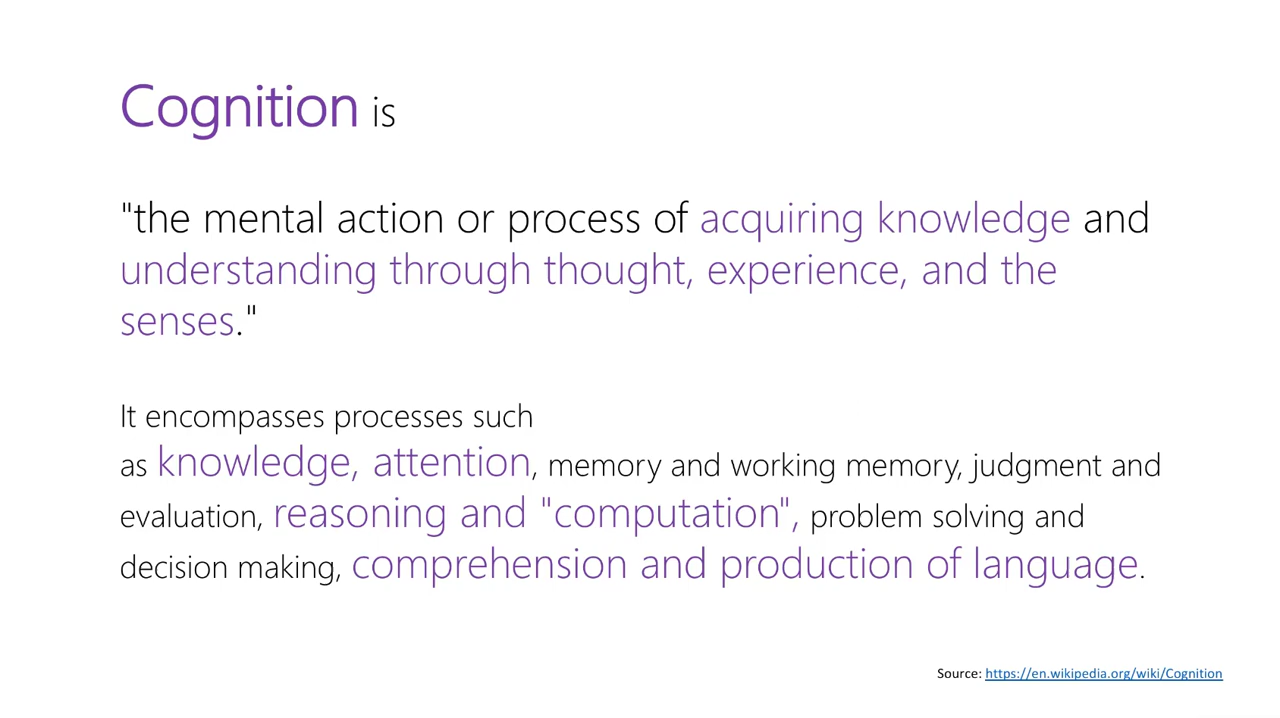 Cognition is
"the mental action or process of acquiring knowledge and
understanding through thought, experience, and the
senses."
It encompasses processes such
as knowledge, attention, memory and working memory, judgment and
evaluation, reasoning and "computation", problem solving and
decision making, comprehension and production of language.
Source: https://en.wikipedia.org/wiki/Cognition